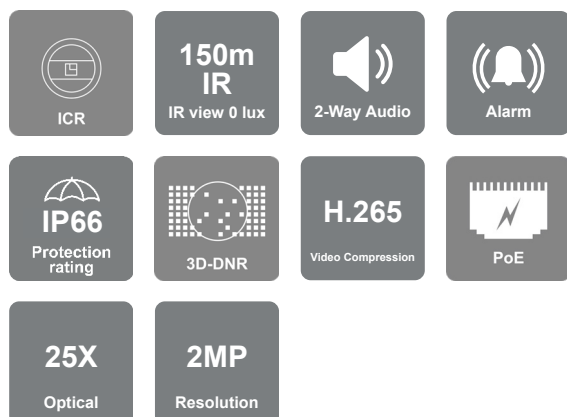 ICR
150m
IR
IR view 0 lux
2-Way Audio
Alarm
IP66
Protection
rating
3D-DNR
H.265
Video Compression
PoE
25X
Optical
2MP
Resolution